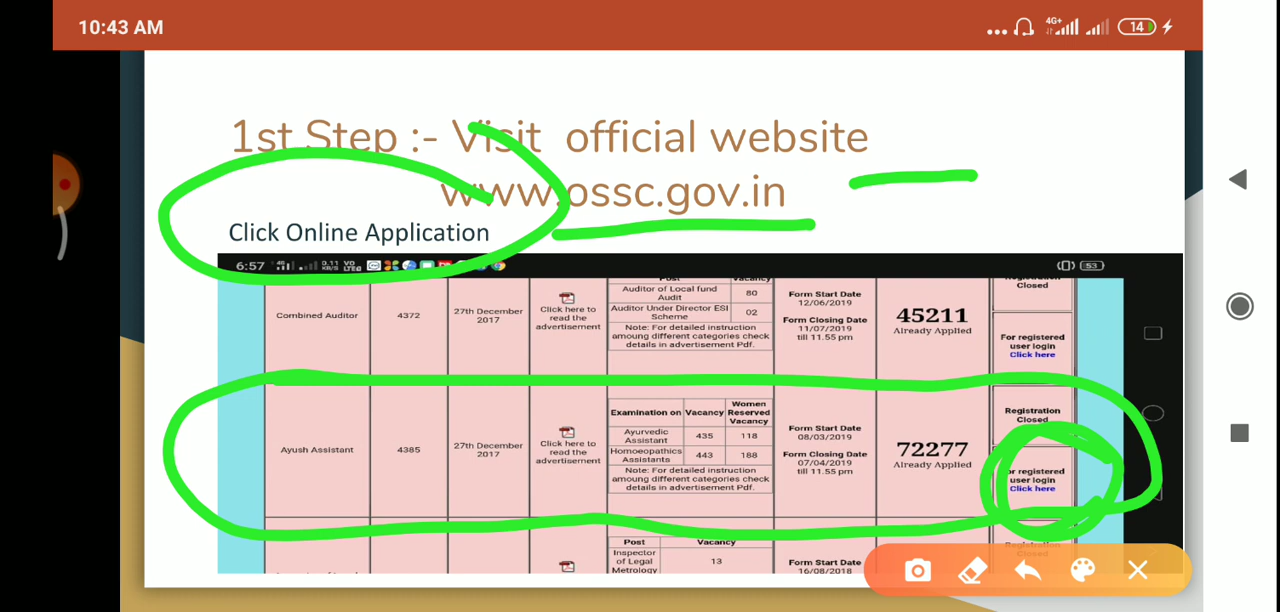 10:43 AM
4G+
14
1st Step :- Visit official website
www.ossc.gov.in
Click Online Application
6:57
53
Post Vacancy
Closed
Combined Auditor
4372
27th December
2017
Click here to
read the
advertisement
Auditor of Local fund
Audit
80
Auditor Under Director ESI
Scheme
02
Note: For detailed instruction
amoung different categories check
details in advertisement Pdf.
Form Start Date
12/06/2019
Form Closing Date
11/07/2019
till 11.55 pm
45211
Already Applied
For registered
user login
Click here
Ayush Assistant
4385
27th December
2017
Click here to
read the
advertisement
Examination on
Vacancy
Women
Reserved
Vacancy
Ayurvedic
Assistant
435
118
Homoeopathics
Assistants
443
188
Note: For detailed instruction
amoung different categories check
details in advertisement Pdf.
Form Start Date
08/03/2019
Form Closing Date
07/04/2019
till 11.55 pm
72277
Already Applied
Registration
Closed
For registered
user login
Click here
Post
Vacancy
Inspector
of Legal
Metrology
13
Form Start Date
16/08/2018
Registration